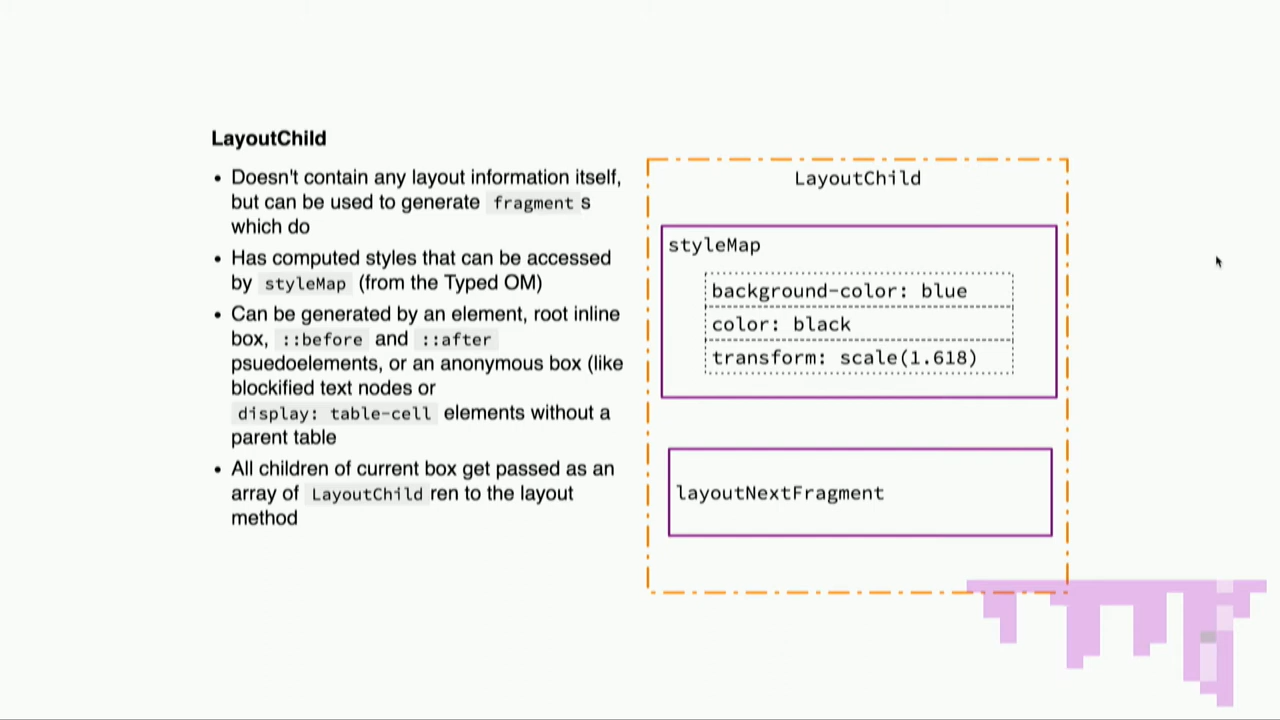 LayoutChild
• Doesn't contain any layout information itself,
but can be used to generate fragment s
which do
• Has computed styles that can be accessed
by styleMap (from the Typed OM)
• Can be generated by an element, root inline
box, ::before and ::after
psuedoelements, or an anonymous box (like
blockified text nodes or
display: table-cell elements without a
parent table
• All children of current box get passed as an
array of LayoutChild ren to the layout
method
LayoutChild
styleMap
background-color: blue
color: black
transform: scale(1.618)
layoutNextFragment